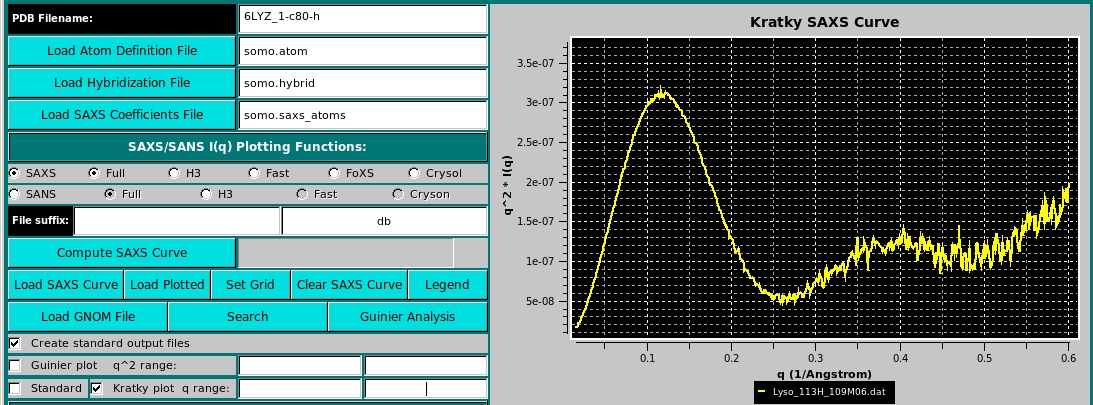 PDB Filename: 6LYZ_1-c80-h
Load Atom Definition File somo.atom
Load Hybridization File somo.hybrid
Load SAXS Coefficients File somo.saxs_atoms
SAXS/SANS I(q) Plotting Functions:
SAXS Full H3 Fast FoXS Crysol
SANS Full H3 Fast Cryson
File suffix: db
Compute SAXS Curve
Load SAXS Curve Load Plotted Set Grid Clear SAXS Curve Legend
Load GNOM File Search Guinier Analysis
Create standard output files
Guinier plot q^2 range:
Standard Kratky plot q range:
Kratky SAXS Curve
q^2 * I(q)
3.5e-07
3e-07
2.5e-07
2e-07
1.5e-07
1e-07
5e-08
0.1 0.2 0.3 0.4 0.5 0.6
q (1/Angstrom)
Lyso_113H_109M06.dat